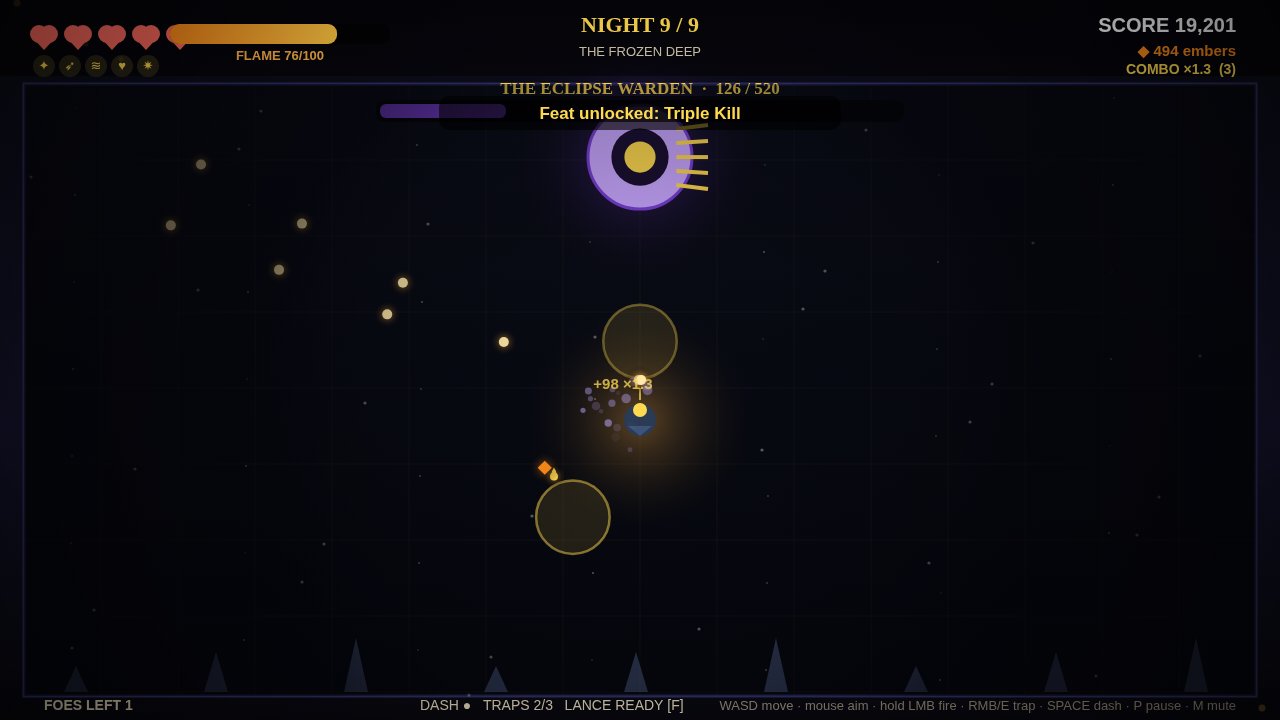 NIGHT 9 / 9
SCORE 19,201
THE FROZEN DEEP
◆ 494 embers
FLAME 76/100
COMBO ×1.3 (3)
THE ECLIPSE WARDEN · 126 / 520
Feat unlocked: Triple Kill
+98 ×1.3
FOES LEFT 1
DASH ● TRAPS 2/3 LANCE READY [F]
WASD move · mouse aim · hold LMB fire · RMB/E trap · SPACE dash · P pause · M mute